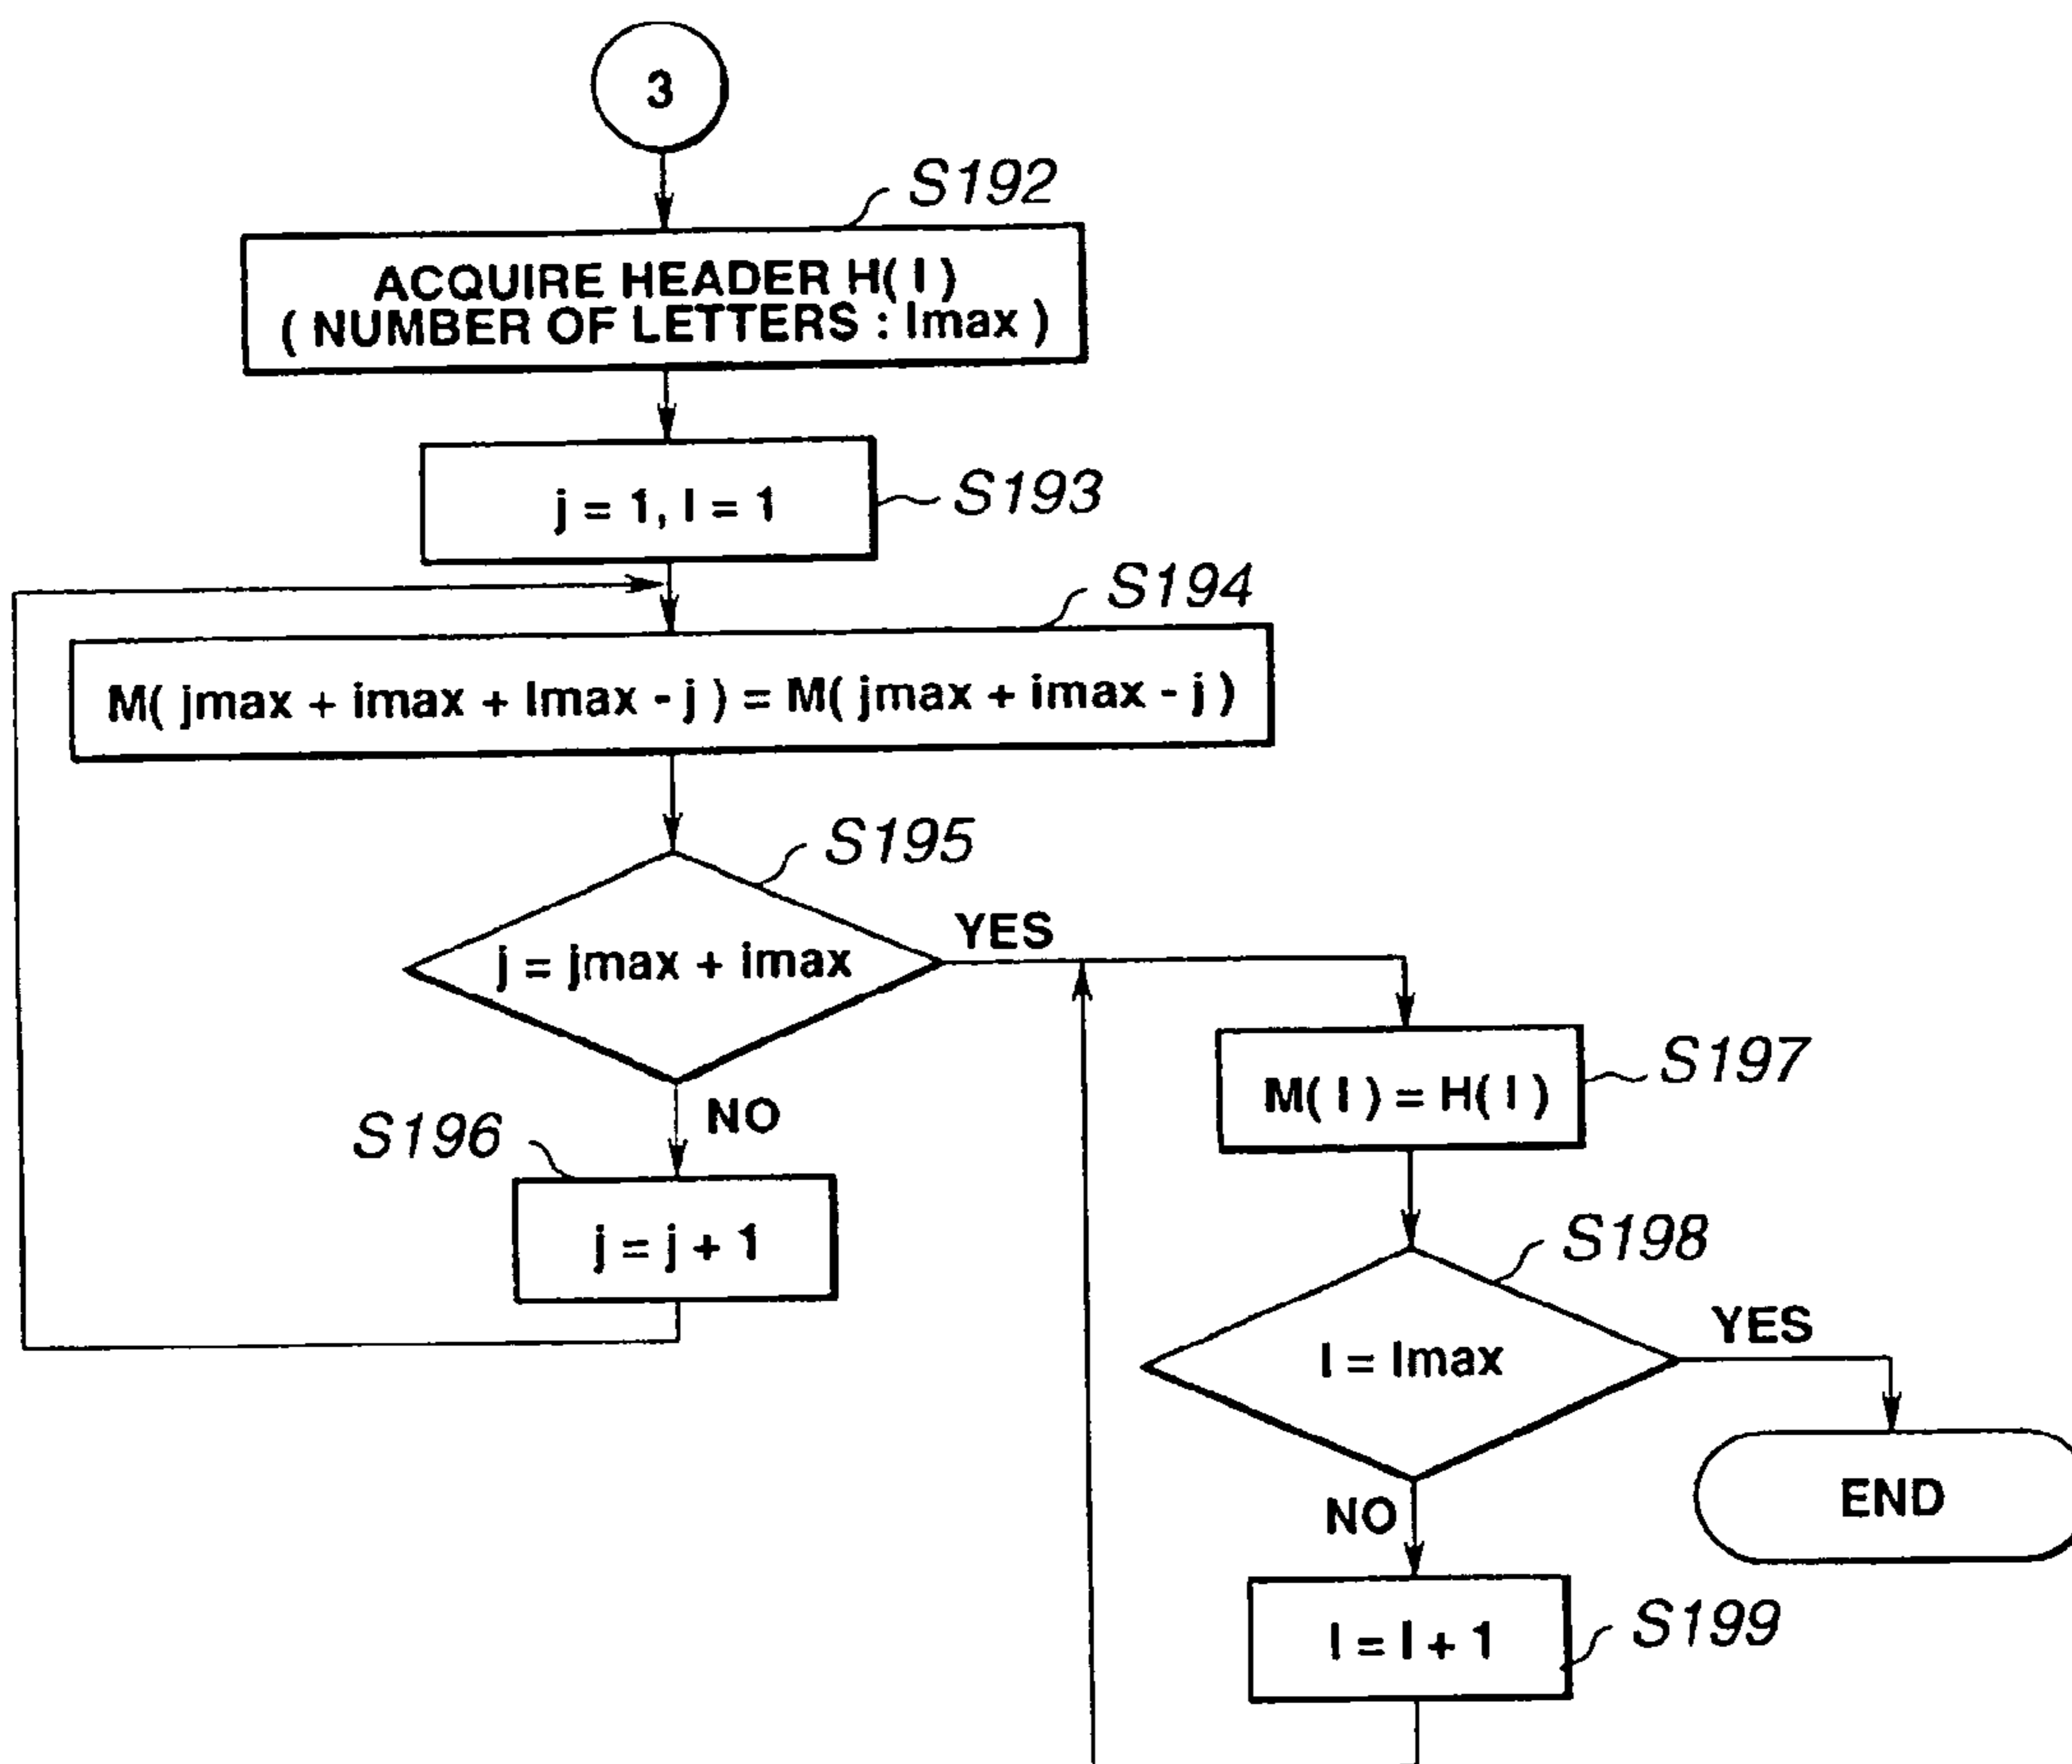 3
S192
ACQUIRE HEADER H( l )
( NUMBER OF LETTERS : lmax )
j = 1, l = 1
S193
S194
M( jmax + imax + lmax - j ) = M( jmax + imax - j )
S195
j = jmax + imax
YES
NO
S196
j = j + 1
M( l ) = H( l )
S197
S198
l = lmax
YES
END
NO
l = l + 1
S199